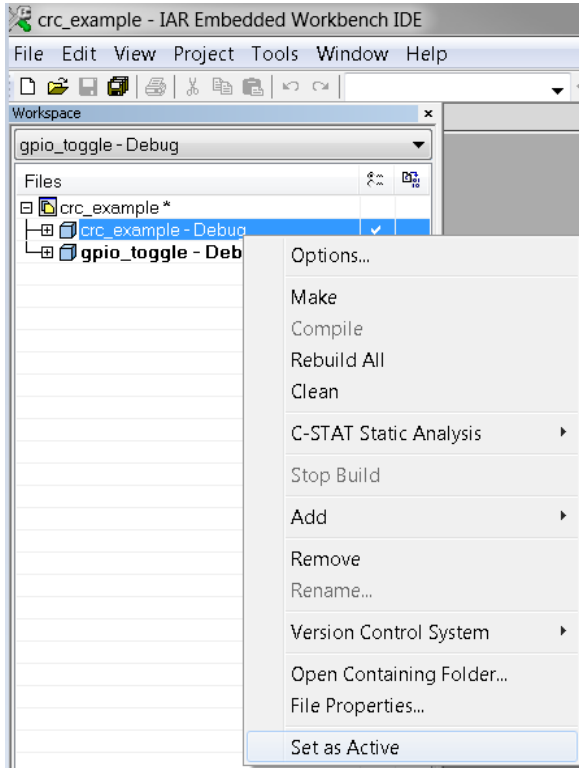 crc_example - IAR Embedded Workbench IDE
File Edit View Project Tools Window Help
Workspace
gpio_toggle - Debug
Files
crc_example *
crc_example - Debug
gpio_toggle - Deb
Options...
Make
Compile
Rebuild All
Clean
C-STAT Static Analysis
Stop Build
Add
Remove
Rename...
Version Control System
Open Containing Folder...
File Properties...
Set as Active